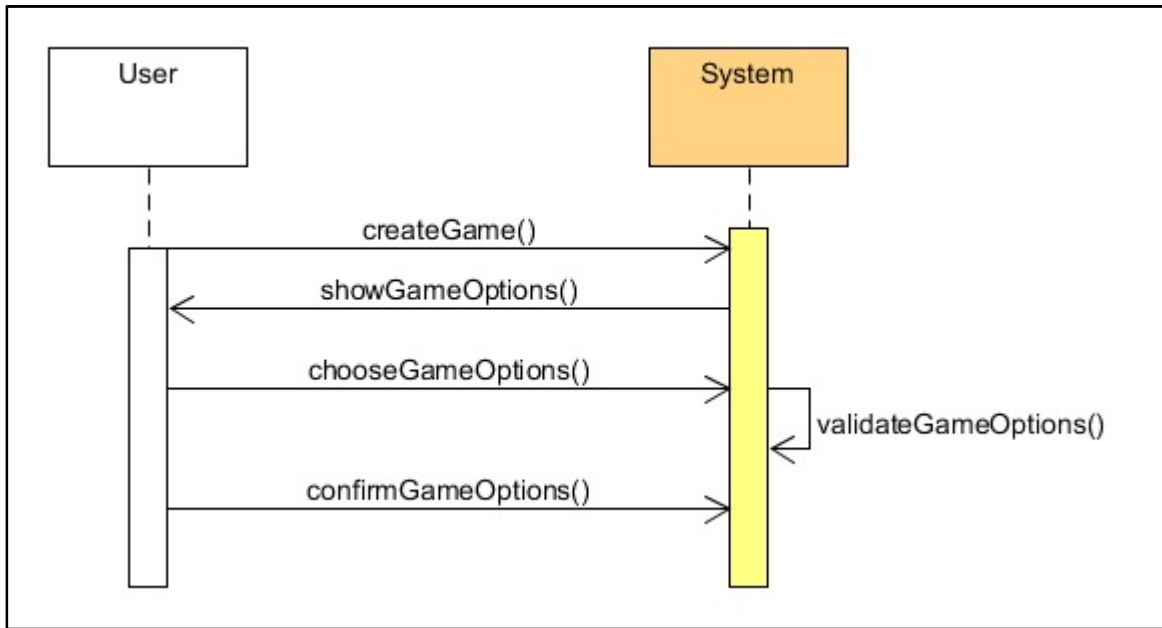 User
System
createGame()
showGameOptions()
chooseGameOptions()
validateGameOptions()
confirmGameOptions()